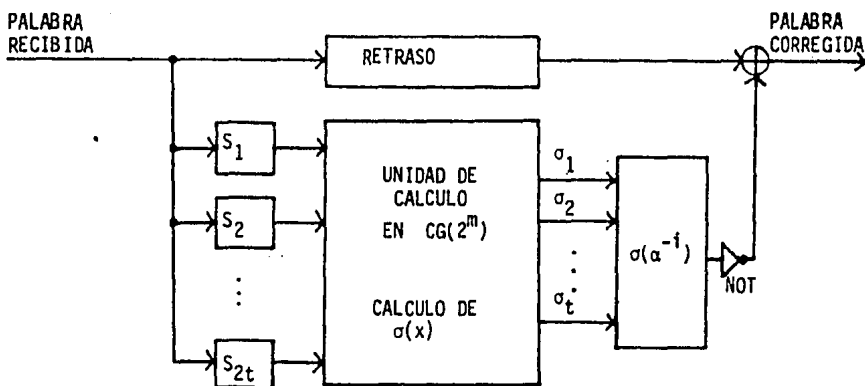 PALABRA
RECIBIDA
PALABRA
CORREGIDA
RETRASO
S₁
S₂
⋮
S₂ₜ
UNIDAD DE
CALCULO
EN CG(2ᵐ)
CALCULO DE
σ(x)
σ₁
σ₂
⋮
σₜ
σ(α⁻ⁱ)
NOT